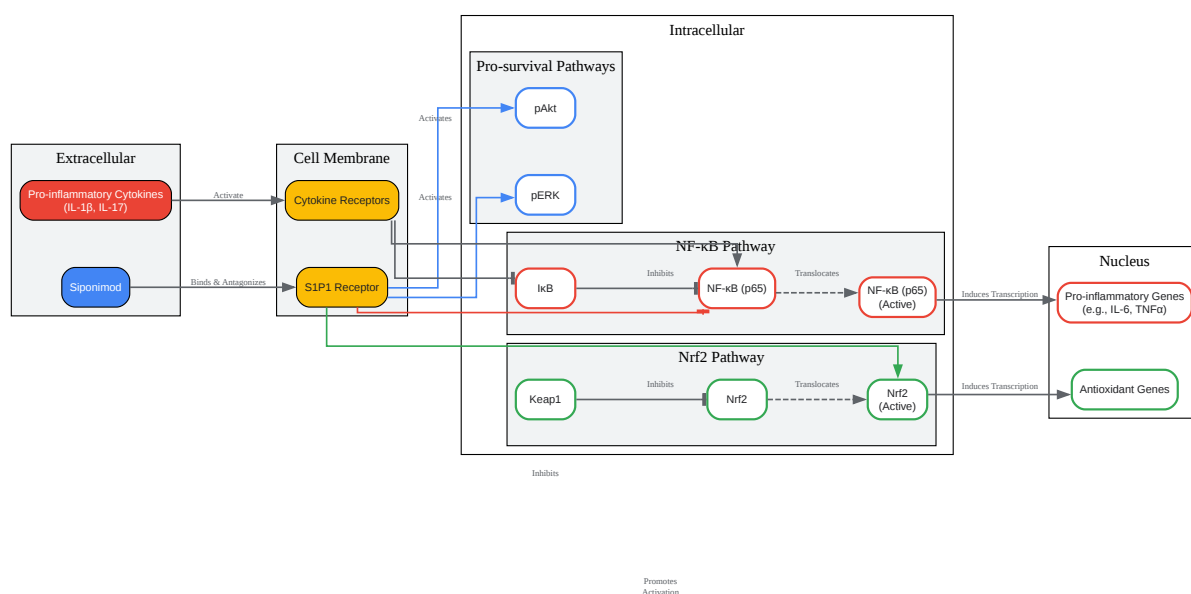 Intracellular
Pro-survival Pathways
pAkt
Activates
Extracellular
Cell Membrane
Pro-inflammatory Cytokines
(IL-1β, IL-17)
Activate
Cytokine Receptors
Activates
pERK
NF-κB Pathway
Siponimod
Binds & Antagonizes
S1P1 Receptor
IκB
Inhibits
NF-κB (p65)
Translocates
NF-κB (p65)
(Active)
Induces Transcription
Nucleus
Pro-inflammatory Genes
(e.g., IL-6, TNFα)
Nrf2 Pathway
Keap1
Inhibits
Nrf2
Translocates
Nrf2
(Active)
Induces Transcription
Antioxidant Genes
Inhibits
Promotes
Activation